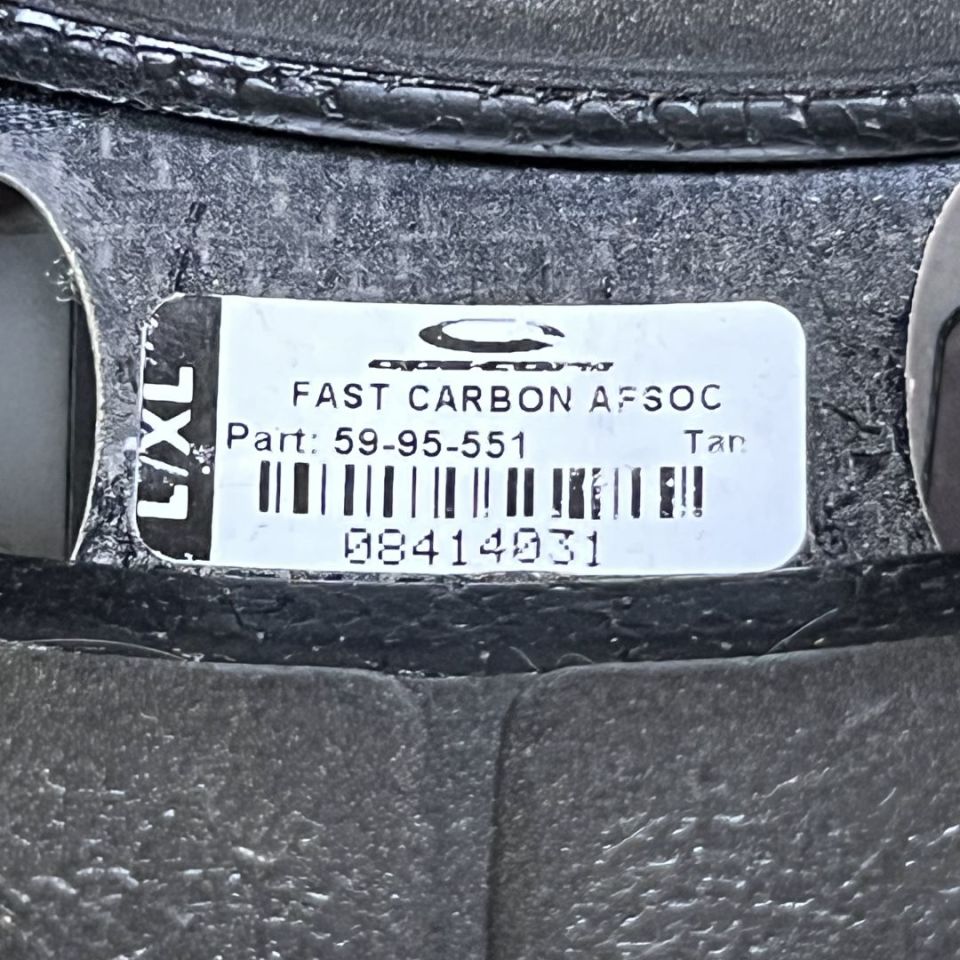 L/XL
FAST CARBON AFSOC
Part: 59-95-551 Tan
08414031